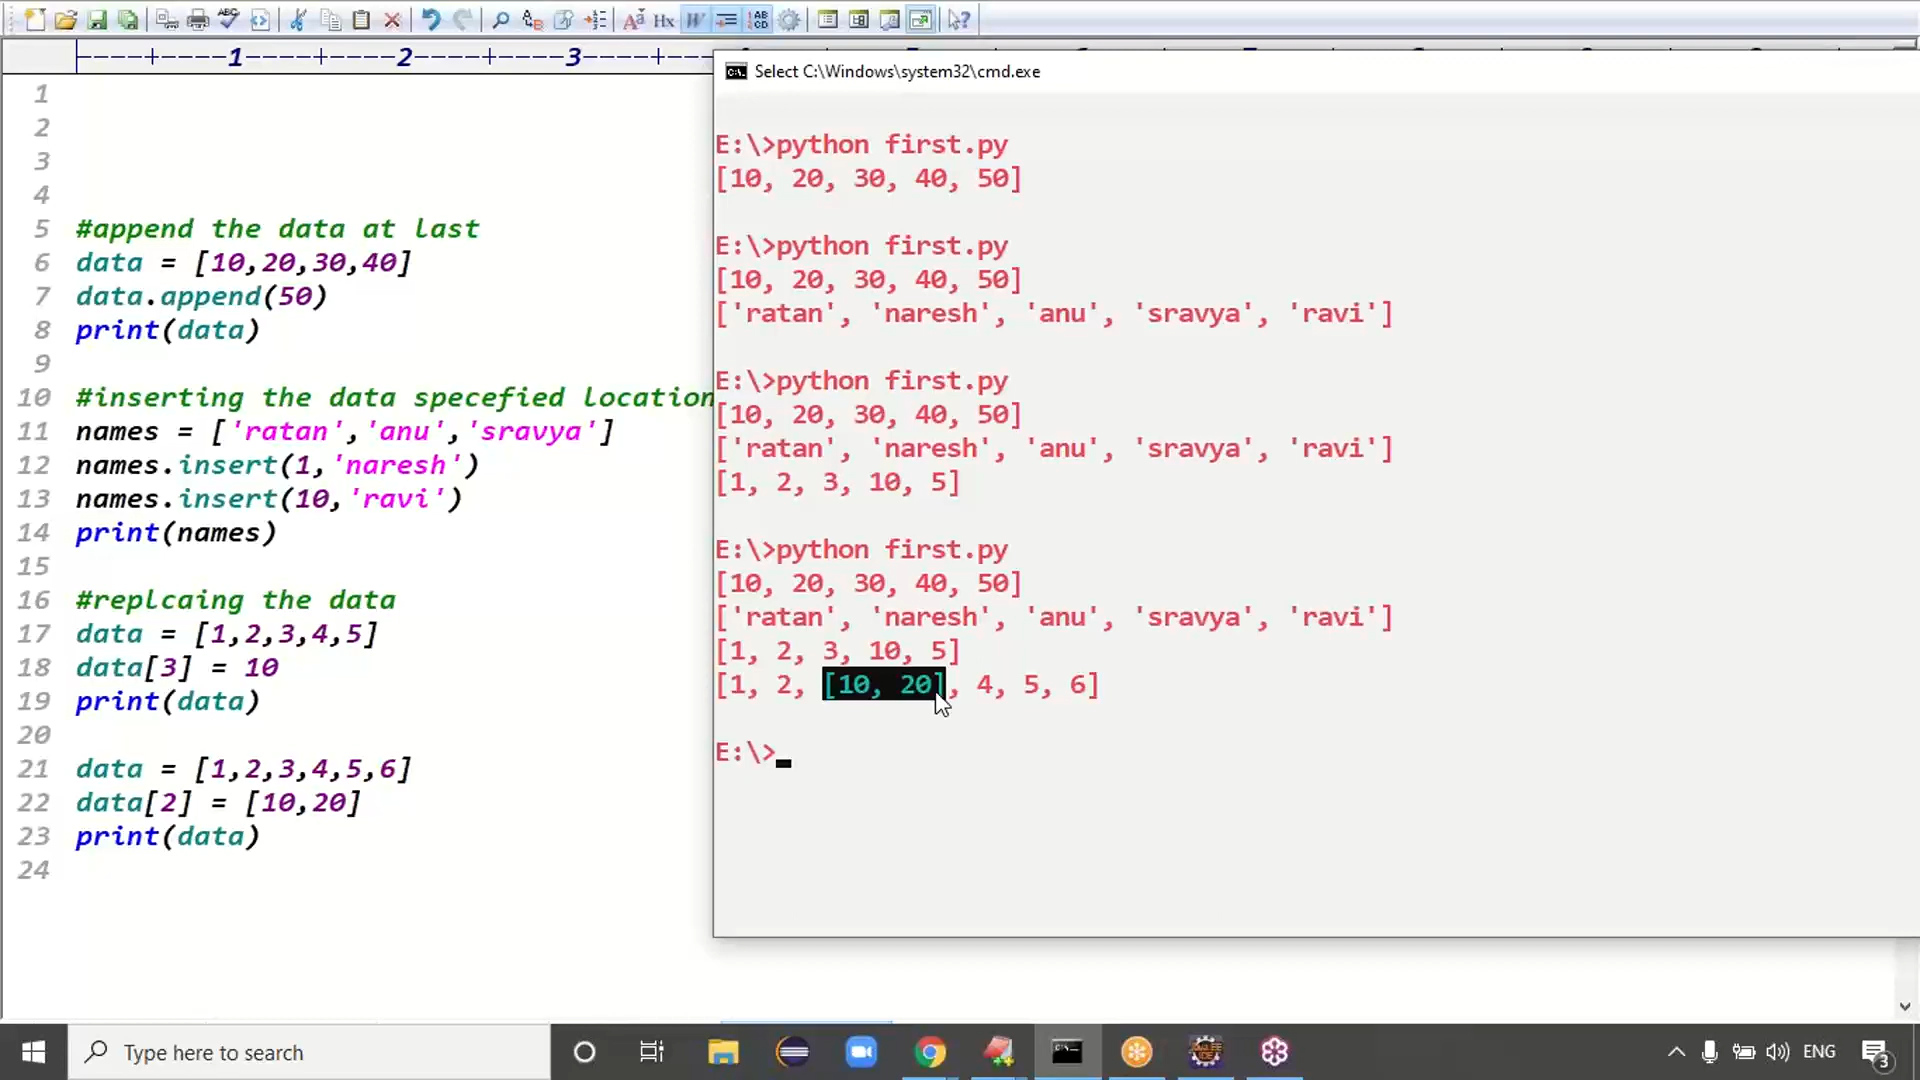 ----+----1----+----2----+----3----+--
Select C:\Windows\system32\cmd.exe
1
2
3
4
5 #append the data at last
6 data = [10,20,30,40]
7 data.append(50)
8 print(data)
9
10 #inserting the data specefied location
11 names = ['ratan','anu','sravya']
12 names.insert(1,'naresh')
13 names.insert(10,'ravi')
14 print(names)
15
16 #replcaing the data
17 data = [1,2,3,4,5]
18 data[3] = 10
19 print(data)
20
21 data = [1,2,3,4,5,6]
22 data[2] = [10,20]
23 print(data)
24
E:\>python first.py
[10, 20, 30, 40, 50]
E:\>python first.py
[10, 20, 30, 40, 50]
['ratan', 'naresh', 'anu', 'sravya', 'ravi']
E:\>python first.py
[10, 20, 30, 40, 50]
['ratan', 'naresh', 'anu', 'sravya', 'ravi']
[1, 2, 3, 10, 5]
E:\>python first.py
[10, 20, 30, 40, 50]
['ratan', 'naresh', 'anu', 'sravya', 'ravi']
[1, 2, 3, 10, 5]
[1, 2, [10, 20], 4, 5, 6]
E:\>
Type here to search
ENG
3